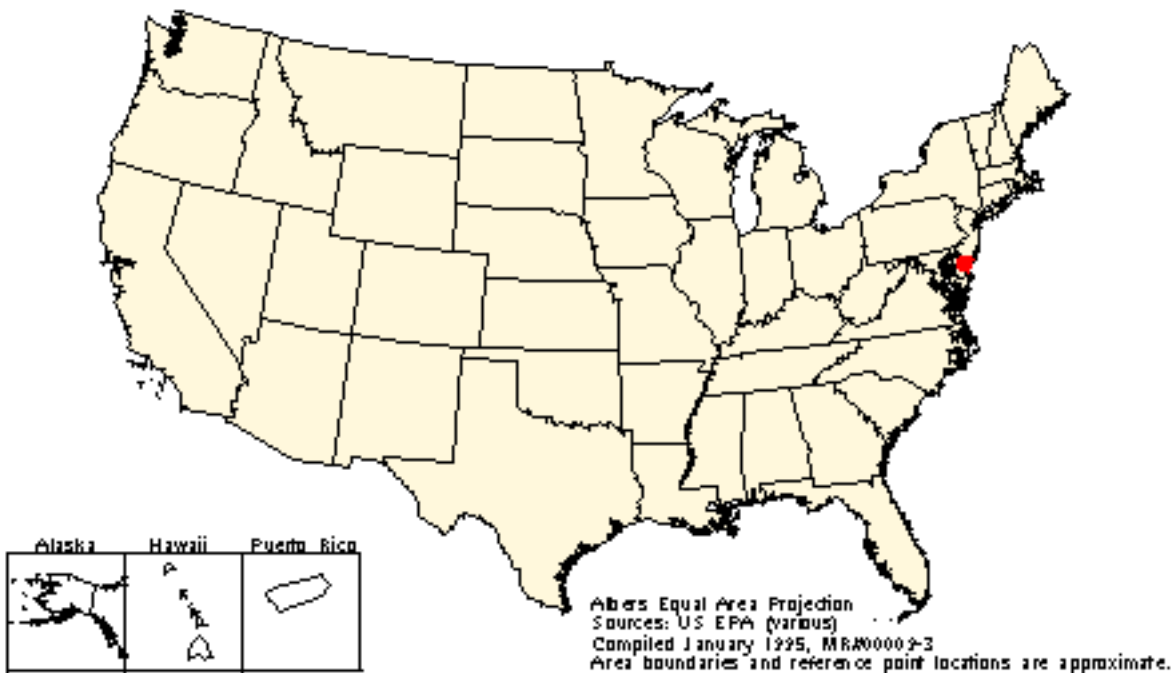 Alaska Hawaii Puerto Rico
Albers Equal Area Projection
Sources: US EPA (various)
Compiled January 1995, MR#00009-3
Area boundaries and reference point locations are approximate.